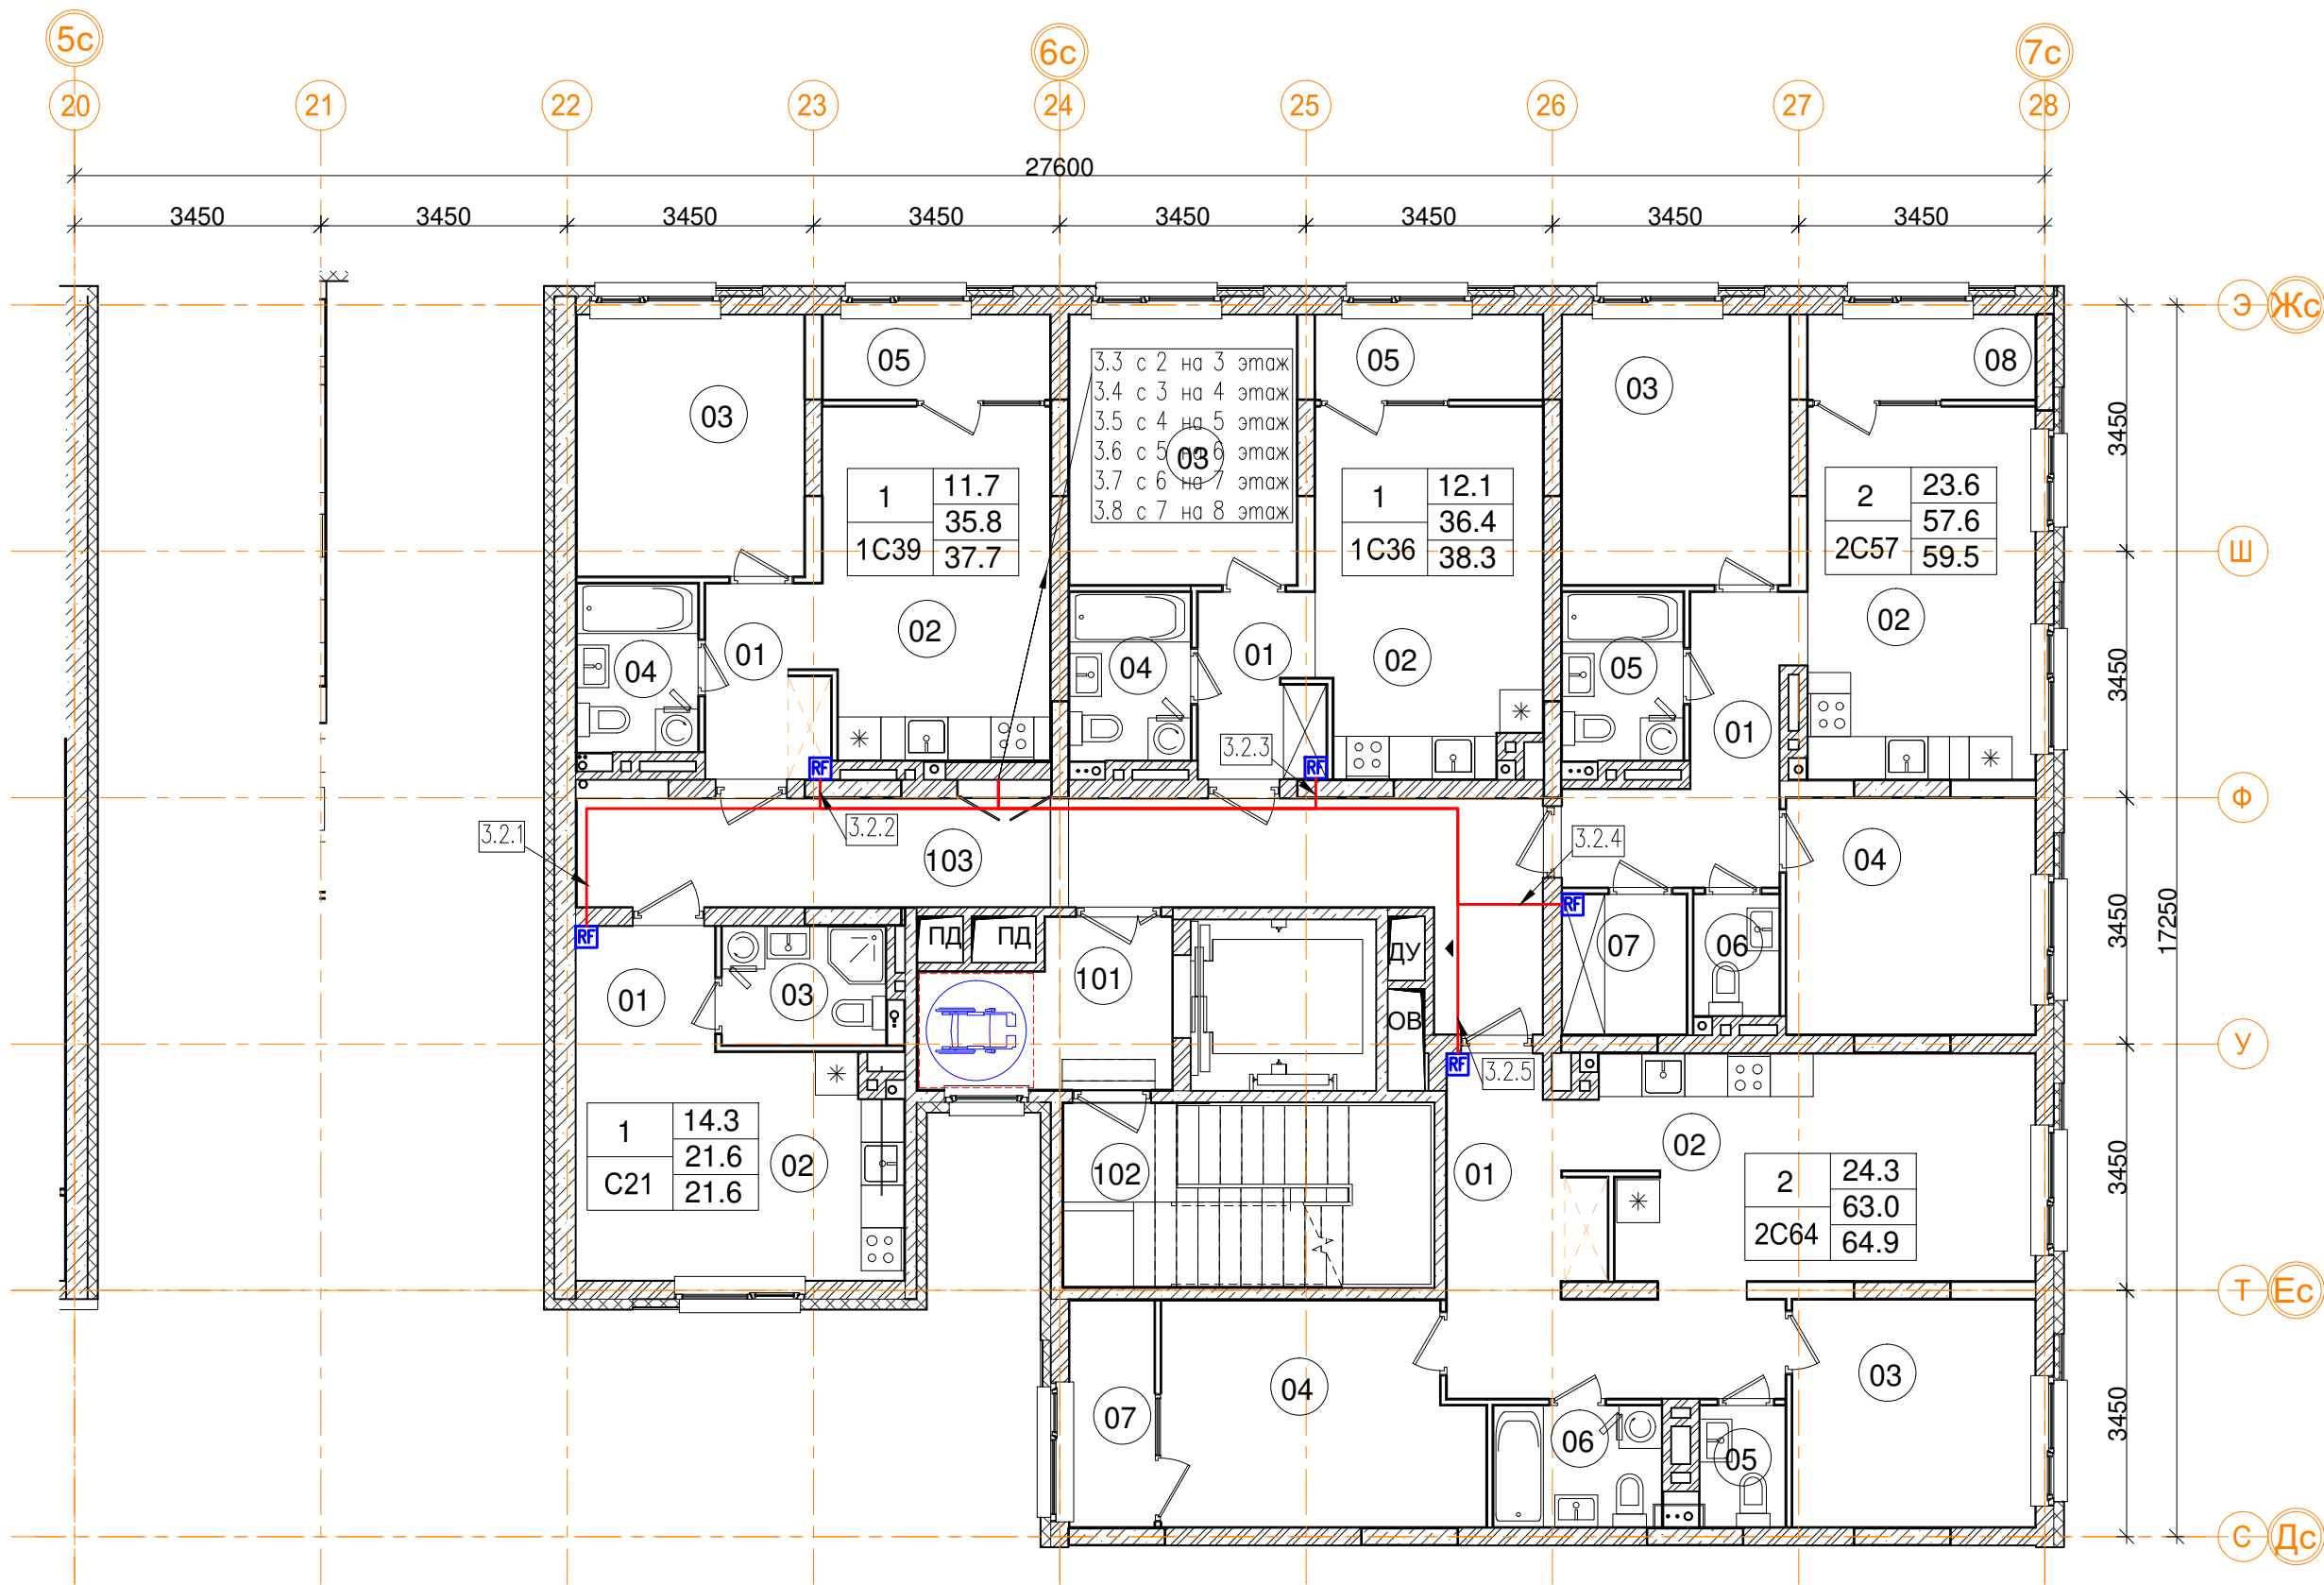 5с 6с 7с
20 21 22 23 24 25 26 27 28
27600
3450 3450 3450 3450 3450 3450 3450 3450
Э Жс
05 05 08
03 03
3.3 с 2 на 3 этаж
3.4 с 3 на 4 этаж
3.5 с 4 на 5 этаж
3.6 с 5 на 6 этаж
3.7 с 6 на 7 этаж
3.8 с 7 на 8 этаж
03
3450
1 11.7
35.8
1С39 37.7
1 12.1
36.4
1С36 38.3
2 23.6
57.6
2С57 59.5
Ш
02 02 02
01 04 01 04 05 01
3450
3.2.3
RF RF
Ф
3.2.1 3.2.2 3.2.4
103 04
RF RF
ПД ПД ДУ
07 06
3450
17250
101
01 03
ОВ
У
RF 3.2.5
1 14.3
21.6
С21 21.6
02
102 01 02
2 24.3
63.0
2С64 64.9
3450
Т Ес
04 03
07 06 05
3450
С Дс